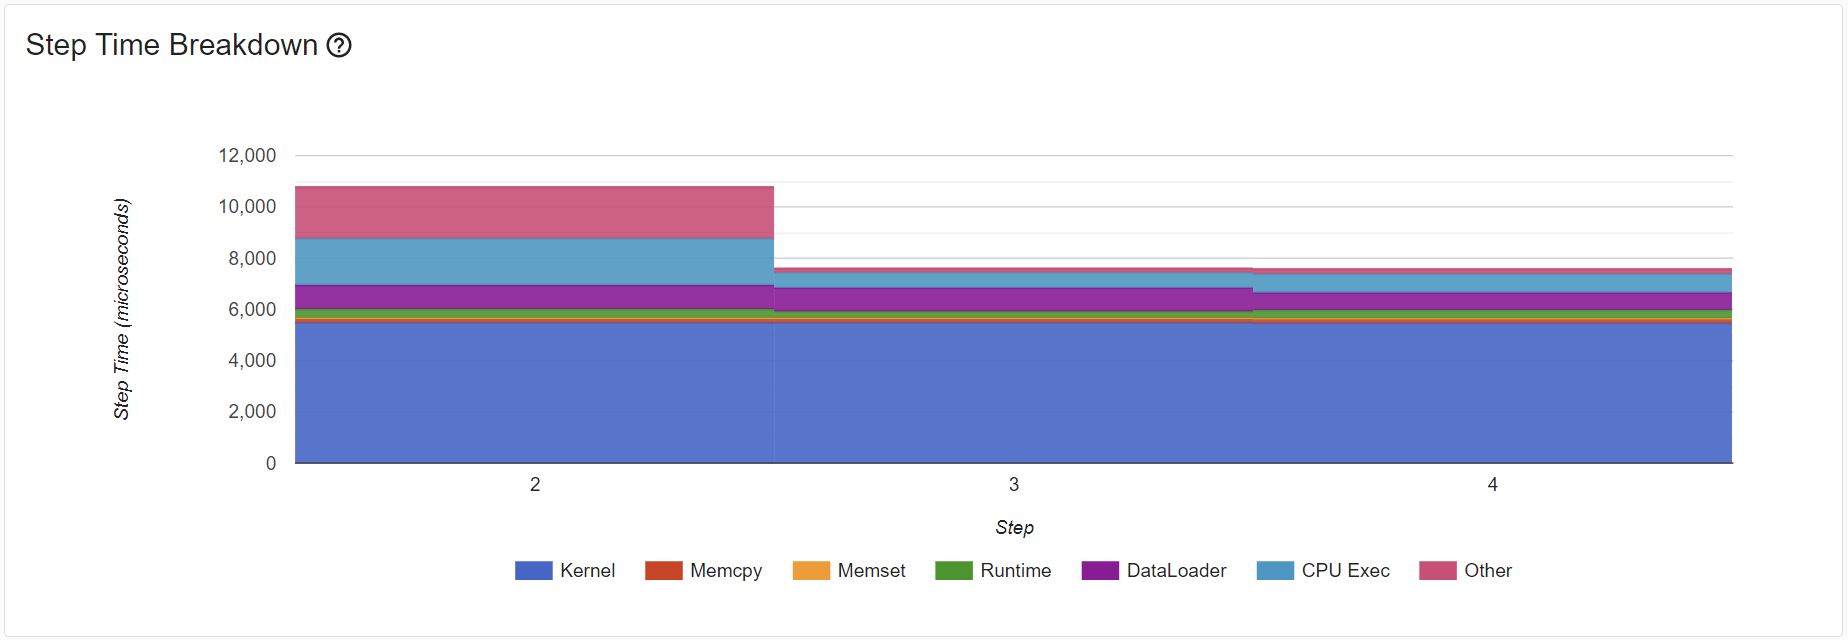 Step Time Breakdown ?
12,000
10,000
8,000
6,000
4,000
2,000
0
Step Time (microseconds)
2 3 4
Step
Kernel Memcpy Memset Runtime DataLoader CPU Exec Other